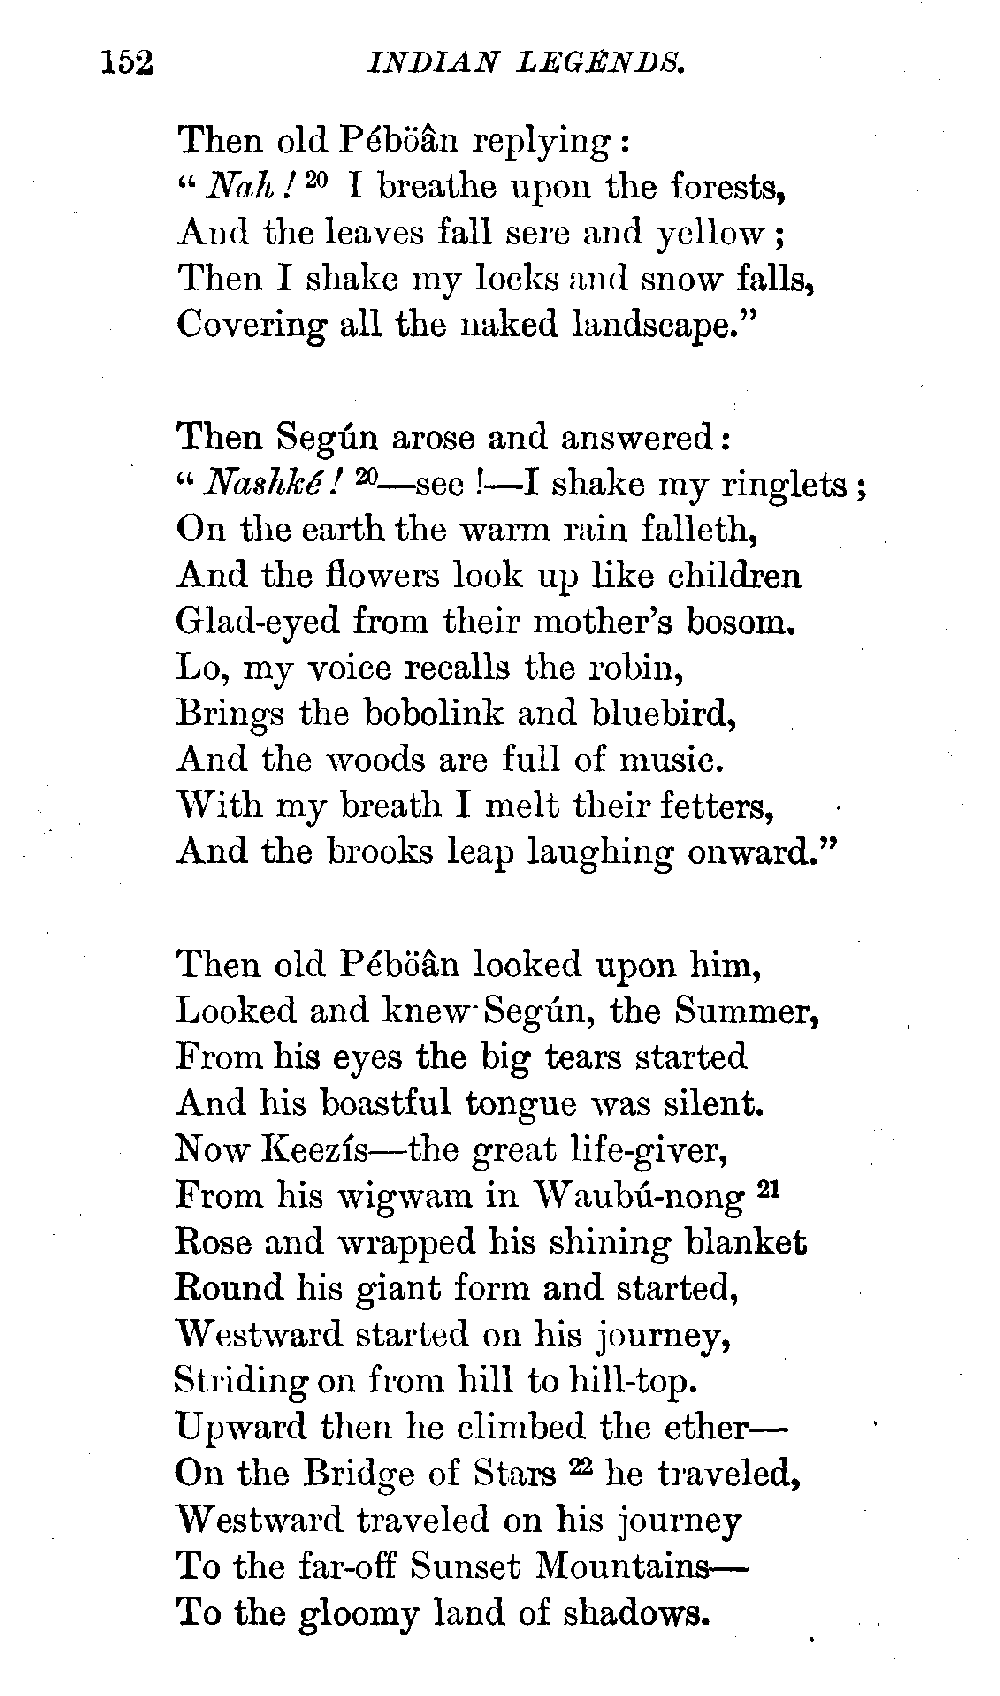 152 INDIAN LEGENDS.
Then old Péböân replying:
“ Nah! ²⁰ I breathe upon the forests,
And the leaves fall sere and yellow;
Then I shake my locks and snow falls,
Covering all the naked landscape.”
Then Según arose and answered:
“ Nashké! ²⁰—see!—I shake my ringlets;
On the earth the warm rain falleth,
And the flowers look up like children
Glad-eyed from their mother’s bosom.
Lo, my voice recalls the robin,
Brings the bobolink and bluebird,
And the woods are full of music.
With my breath I melt their fetters,
And the brooks leap laughing onward.”
Then old Péböân looked upon him,
Looked and knew Según, the Summer,
From his eyes the big tears started
And his boastful tongue was silent.
Now Keezís—the great life-giver,
From his wigwam in Waubú-nong ²¹
Rose and wrapped his shining blanket
Round his giant form and started,
Westward started on his journey,
Striding on from hill to hill-top.
Upward then he climbed the ether—
On the Bridge of Stars ²² he traveled,
Westward traveled on his journey
To the far-off Sunset Mountains—
To the gloomy land of shadows.